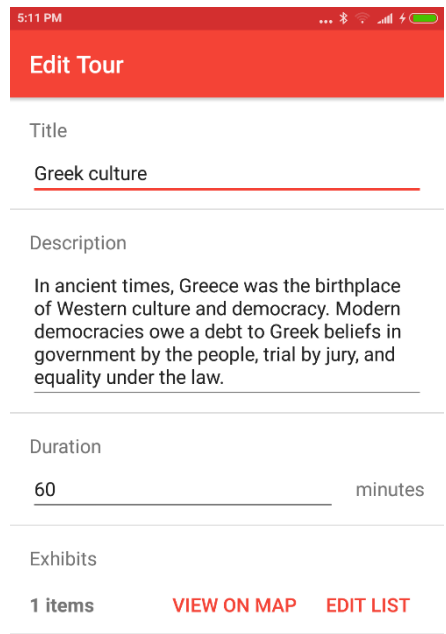 5:11 PM ...
Edit Tour
Title
Greek culture
Description
In ancient times, Greece was the birthplace
of Western culture and democracy. Modern
democracies owe a debt to Greek beliefs in
government by the people, trial by jury, and
equality under the law.
Duration
60 minutes
Exhibits
1 items VIEW ON MAP EDIT LIST